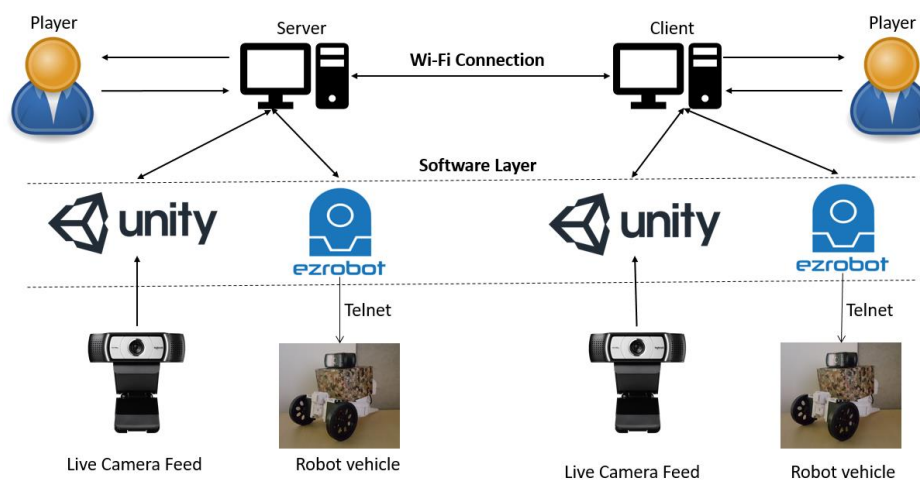 Player
Server
Client
Player
Wi-Fi Connection
Software Layer
unity
ezrobot
unity
ezrobot
Telnet
Telnet
Live Camera Feed
Robot vehicle
Live Camera Feed
Robot vehicle